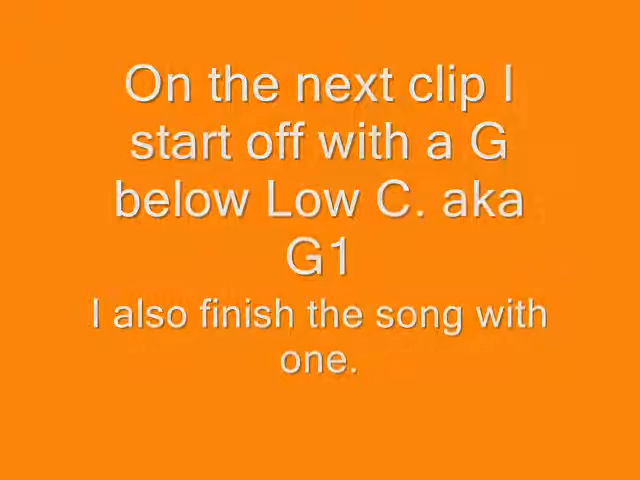 On the next clip I
start off with a G
below Low C. aka
G1
I also finish the song with
one.